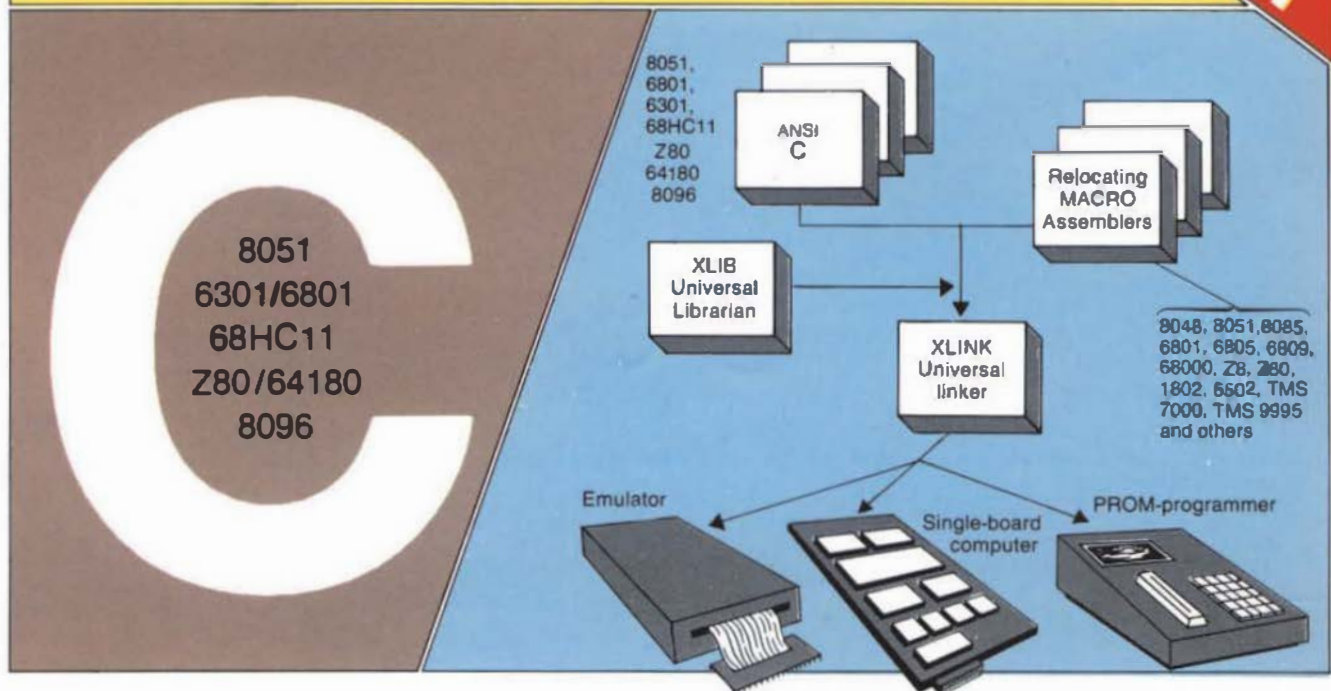 C
8051
6301/6801
68HC11
Z80/64180
8096
8051,
6801,
6301,
68HC11
Z80
64180
8096
ANSI
C
Relocating
MACRO
Assemblers
XLIB
Universal
Librarian
XLINK
Universal
linker
8048, 8051,8085,
6801, 6805, 6809,
68000, Z8, Z80,
1802, 6502, TMS
7000, TMS 9995
and others
Emulator
Single-board
computer
PROM-programmer